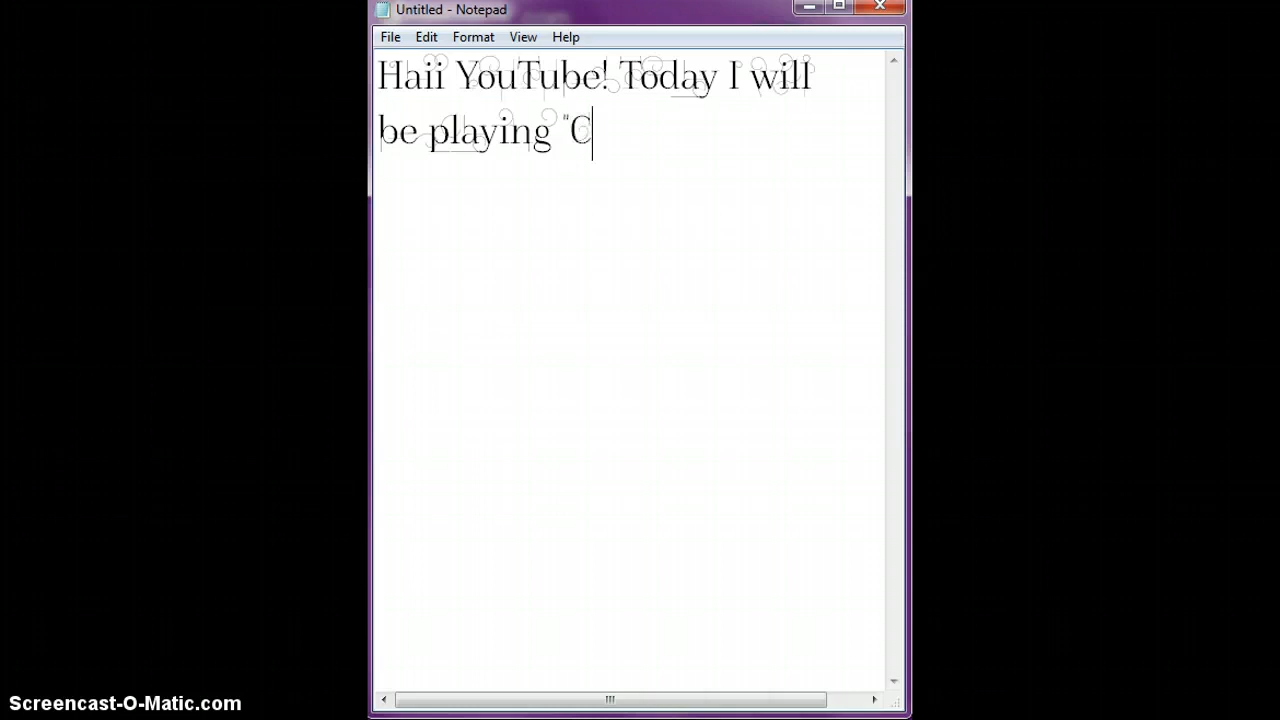 Untitled - Notepad
File Edit Format View Help
Haii YouTube! Today I will
be playing "C
Screencast-O-Matic.com